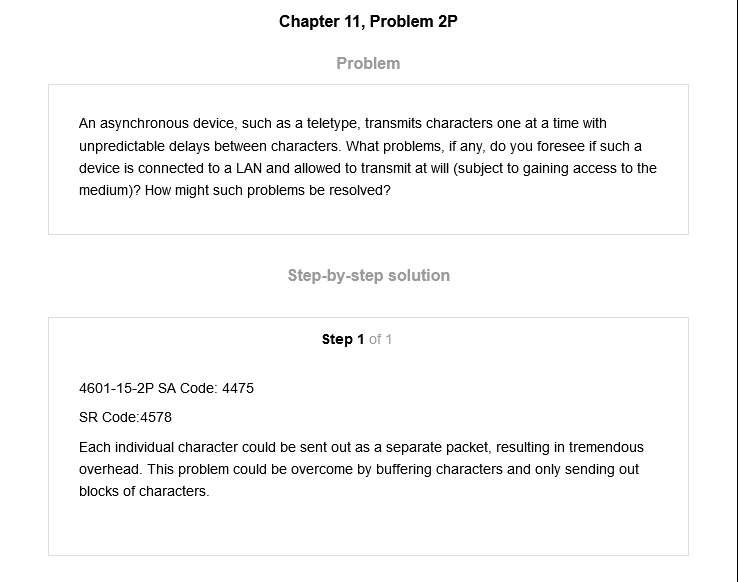 Chapter 11, Problem 2P
Problem
An asynchronous device, such as a teletype, transmits characters one at a time with
unpredictable delays between characters. What problems, if any, do you foresee if such a
device is connected to a LAN and allowed to transmit at will (subject to gaining access to the
medium)? How might such problems be resolved?
Step-by-step solution
Step 1 of 1
4601-15-2P SA Code: 4475
SR Code:4578
Each individual character could be sent out as a separate packet, resulting in tremendous
overhead. This problem could be overcome by buffering characters and only sending out
blocks of characters.